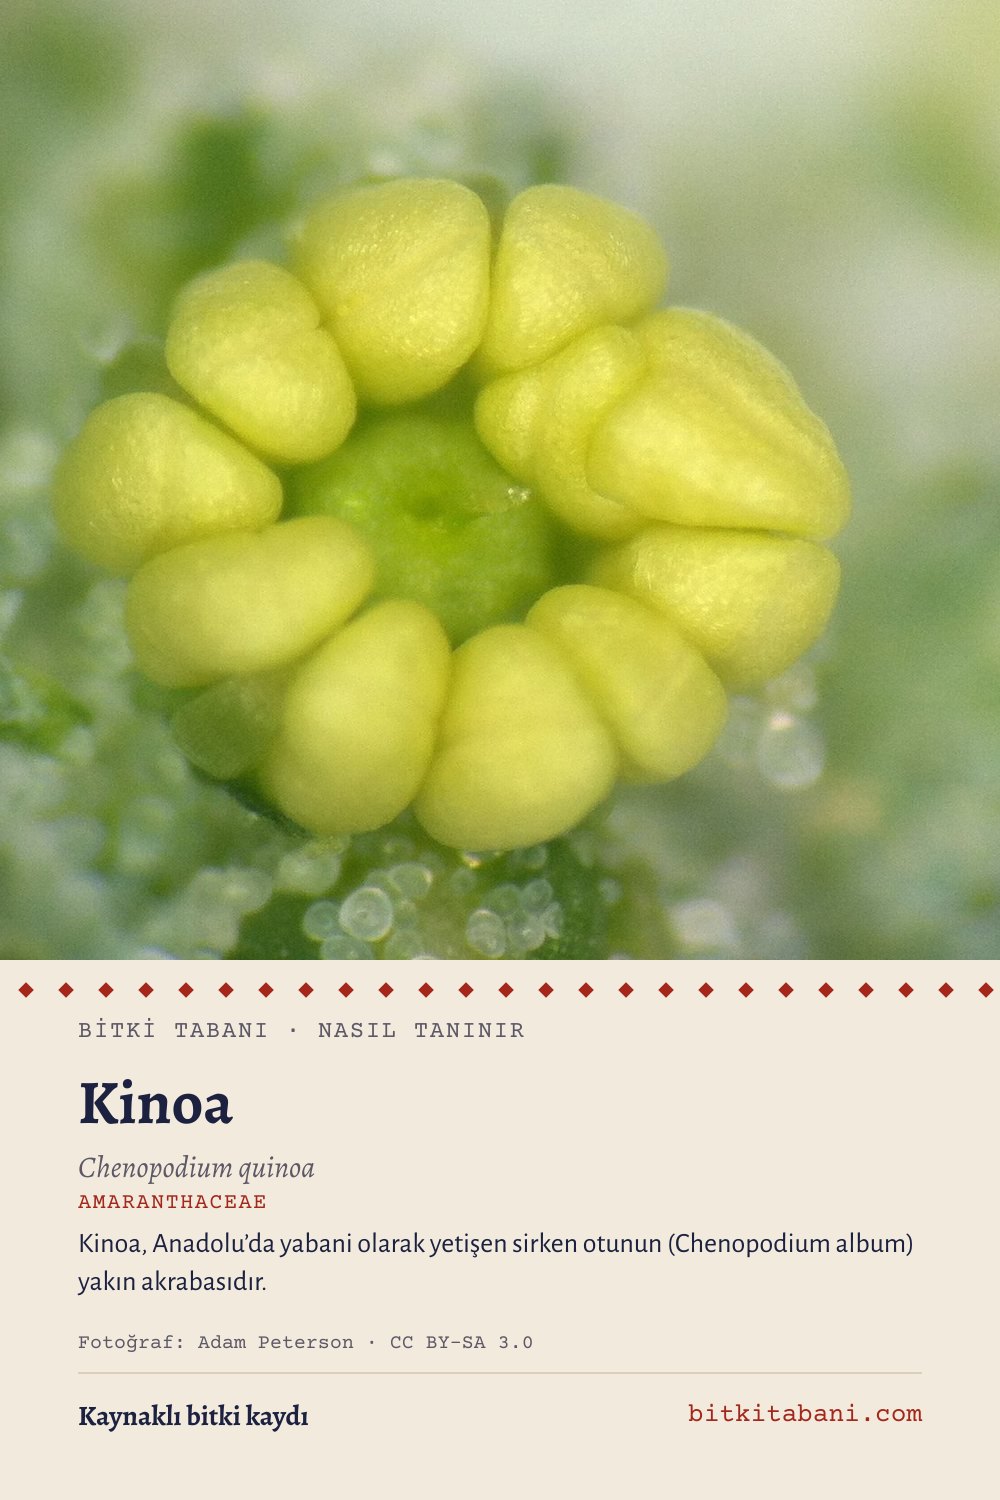 BİTKİ TABANI · NASIL TANINIR
Kinoa
Chenopodium quinoa
AMARANTHACEAE
Kinoa, Anadolu’da yabani olarak yetişen sirken otunun (Chenopodium album)
yakın akrabasıdır.
Fotoğraf: Adam Peterson · CC BY-SA 3.0
Kaynaklı bitki kaydı
bitkitabani.com